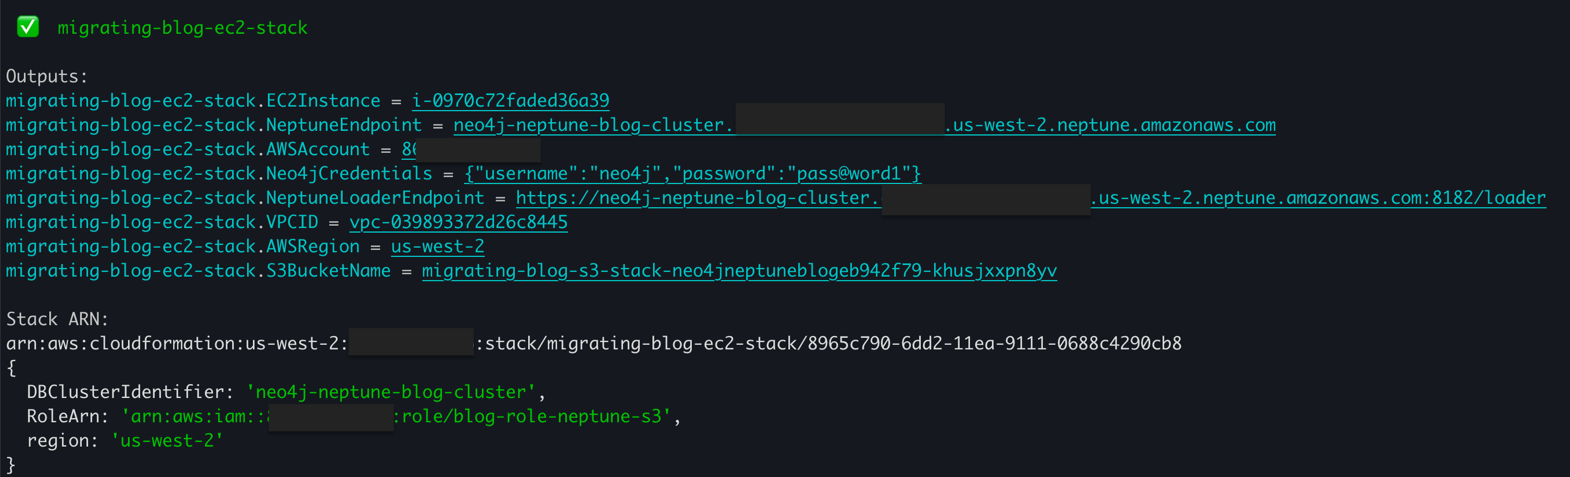 ✅ migrating-blog-ec2-stack
Outputs:
migrating-blog-ec2-stack.EC2Instance = i-0970c72faded36a39
migrating-blog-ec2-stack.NeptuneEndpoint = neo4j-neptune-blog-cluster. .us-west-2.neptune.amazonaws.com
migrating-blog-ec2-stack.AWSAccount = 86
migrating-blog-ec2-stack.Neo4jCredentials = {"username":"neo4j","password":"pass@word1"}
migrating-blog-ec2-stack.NeptuneLoaderEndpoint = https://neo4j-neptune-blog-cluster. .us-west-2.neptune.amazonaws.com:8182/loader
migrating-blog-ec2-stack.VPCID = vpc-039893372d26c8445
migrating-blog-ec2-stack.AWSRegion = us-west-2
migrating-blog-ec2-stack.S3BucketName = migrating-blog-s3-stack-neo4jneptuneblogeb942f79-khusjxxpn8yv
Stack ARN:
arn:aws:cloudformation:us-west-2: :stack/migrating-blog-ec2-stack/8965c790-6dd2-11ea-9111-0688c4290cb8
{
DBClusterIdentifier: 'neo4j-neptune-blog-cluster',
RoleArn: 'arn:aws:iam:: :role/blog-role-neptune-s3',
region: 'us-west-2'
}